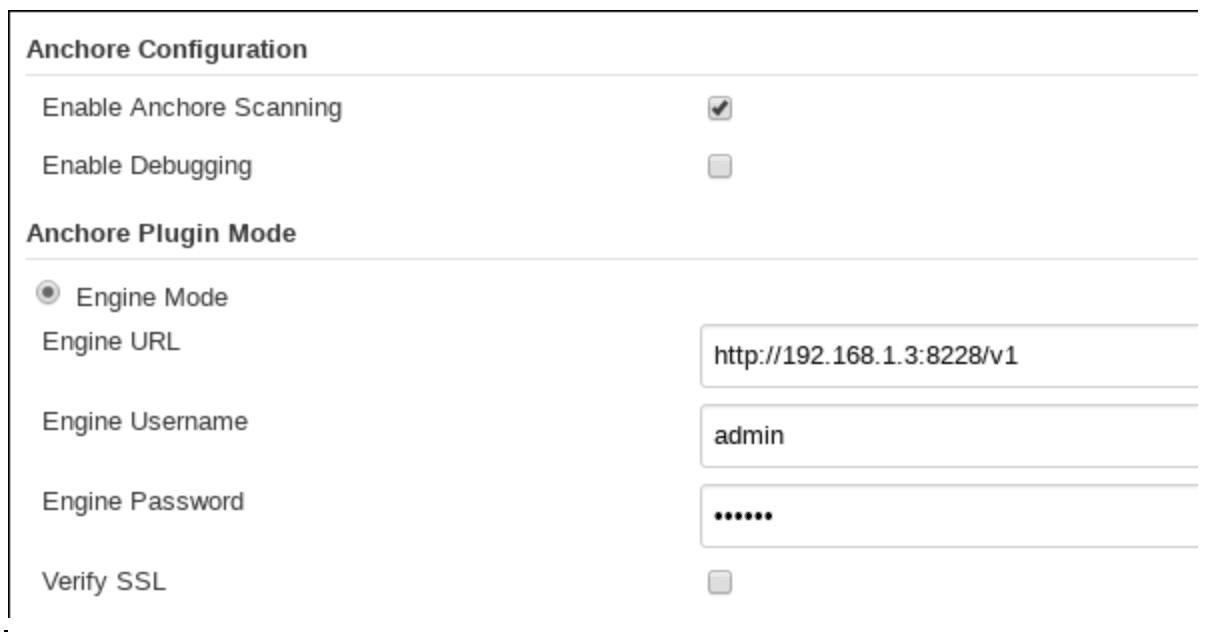 Anchore Configuration
Enable Anchore Scanning
Enable Debugging
Anchore Plugin Mode
Engine Mode
Engine URL
http://192.168.1.3:8228/v1
Engine Username
admin
Engine Password
••••••
Verify SSL